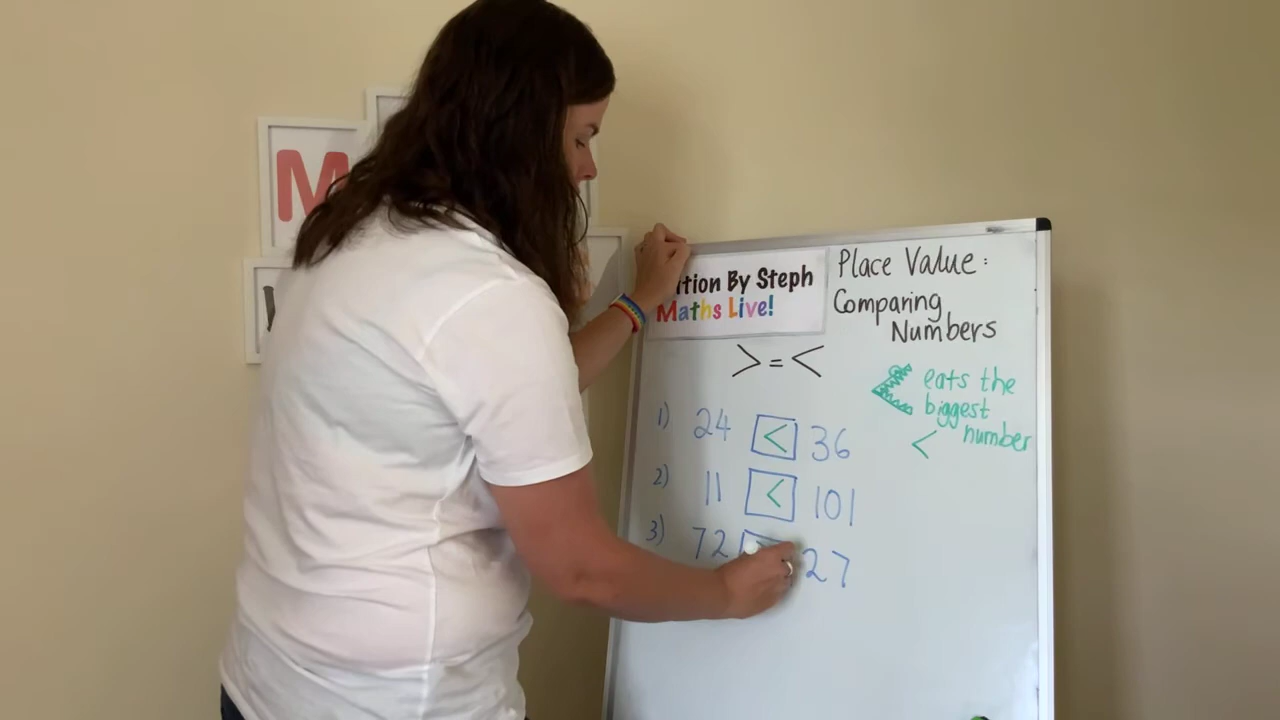 M
ition By Steph
Maths Live!
Place Value:
Comparing
Numbers
> = <
eats the
biggest
number
<
1) 24 < 36
2) 11 < 101
3) 72 27